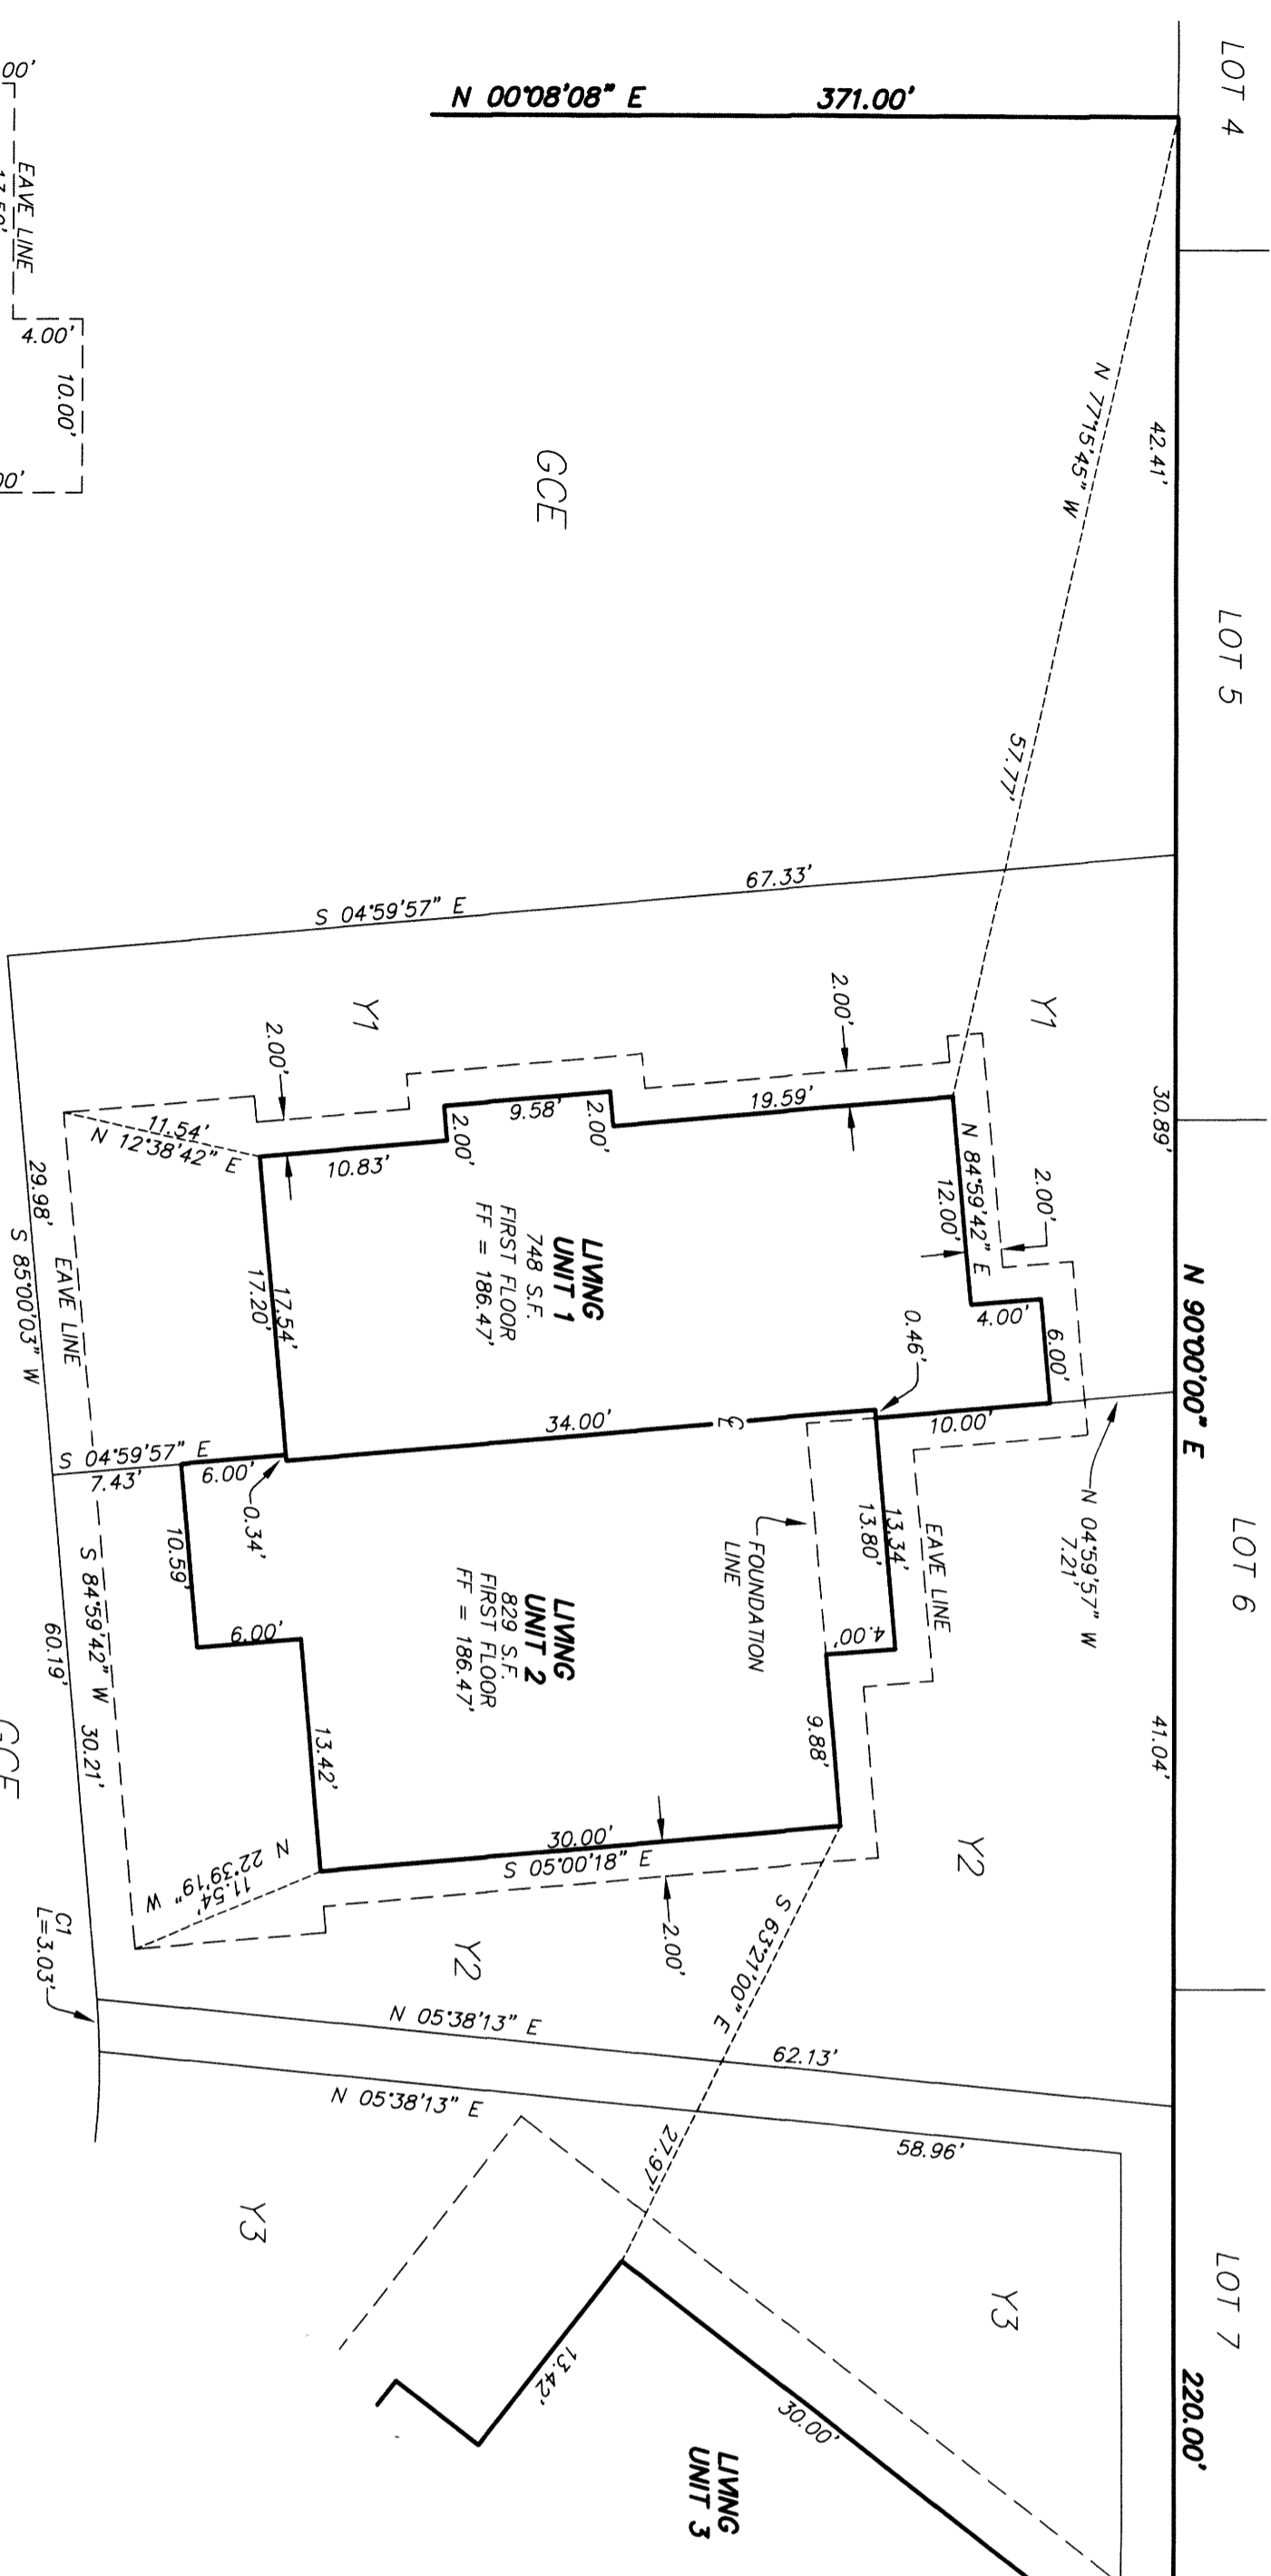 LOT 4
LOT 5
LOT 6
LOT 7
N 00°08'08" E
371.00'
N 90°00'00" E
220.00'
42.41'
30.89'
41.04'
N 77°15'45" W
57.77'
GCE
67.33'
S 04°59'57" E
Y1
Y1
2.00'
2.00'
2.00'
19.59'
9.58'
2.00'
2.00'
10.83'
11.54'
N 12°38'42" E
N 84°59'42" E
12.00'
4.00'
6.00'
10.00'
0.46'
N 04°59'57" W
7.21'
LIVING
UNIT 1
748 S.F.
FIRST FLOOR
FF = 186.47'
17.54'
17.20'
34.00'
℄
EAVE LINE
29.98'
S 85°00'03" W
60.19'
S 04°59'57" E
7.43'
6.00'
0.34'
13.34'
13.80'
EAVE LINE
FOUNDATION
LINE
4.00'
9.88'
LIVING
UNIT 2
829 S.F.
FIRST FLOOR
FF = 186.47'
10.59'
6.00'
13.42'
30.00'
S 05°00'18" E
2.00'
S 84°59'42" W
30.21'
N 22°39'19" W
11.54'
Y2
Y2
S 63°21'00" E
27.97'
C1
L=3.03'
N 05°38'13" E
62.13'
N 05°38'13" E
58.96'
Y3
Y3
13.42'
30.00'
LIVING
UNIT 3
GCE
00'
EAVE LINE
4.00'
10.00'
00'